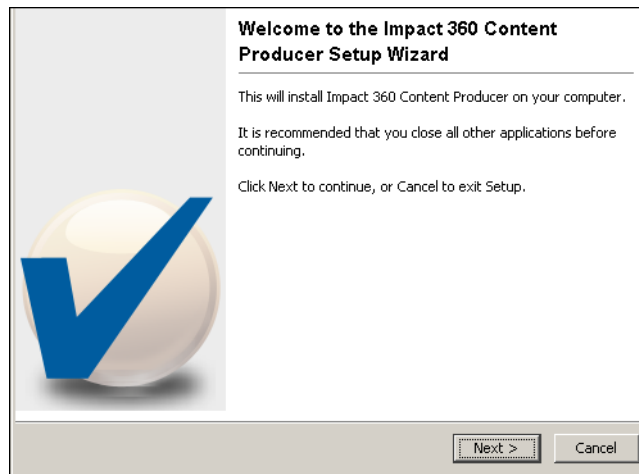 Welcome to the Impact 360 Content
Producer Setup Wizard
This will install Impact 360 Content Producer on your computer.
It is recommended that you close all other applications before
continuing.
Click Next to continue, or Cancel to exit Setup.
Next >
Cancel